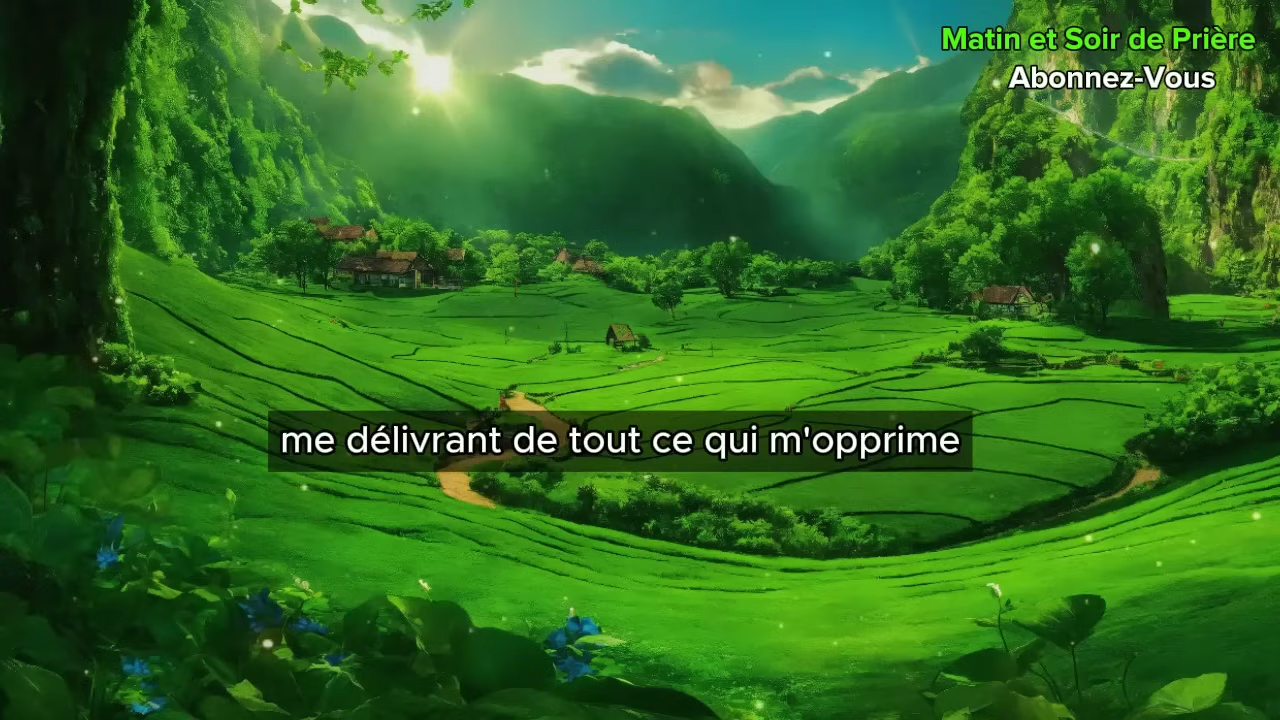 Matin et Soir de Prière
Abonnez-Vous
me délivrant de tout ce qui m'opprime